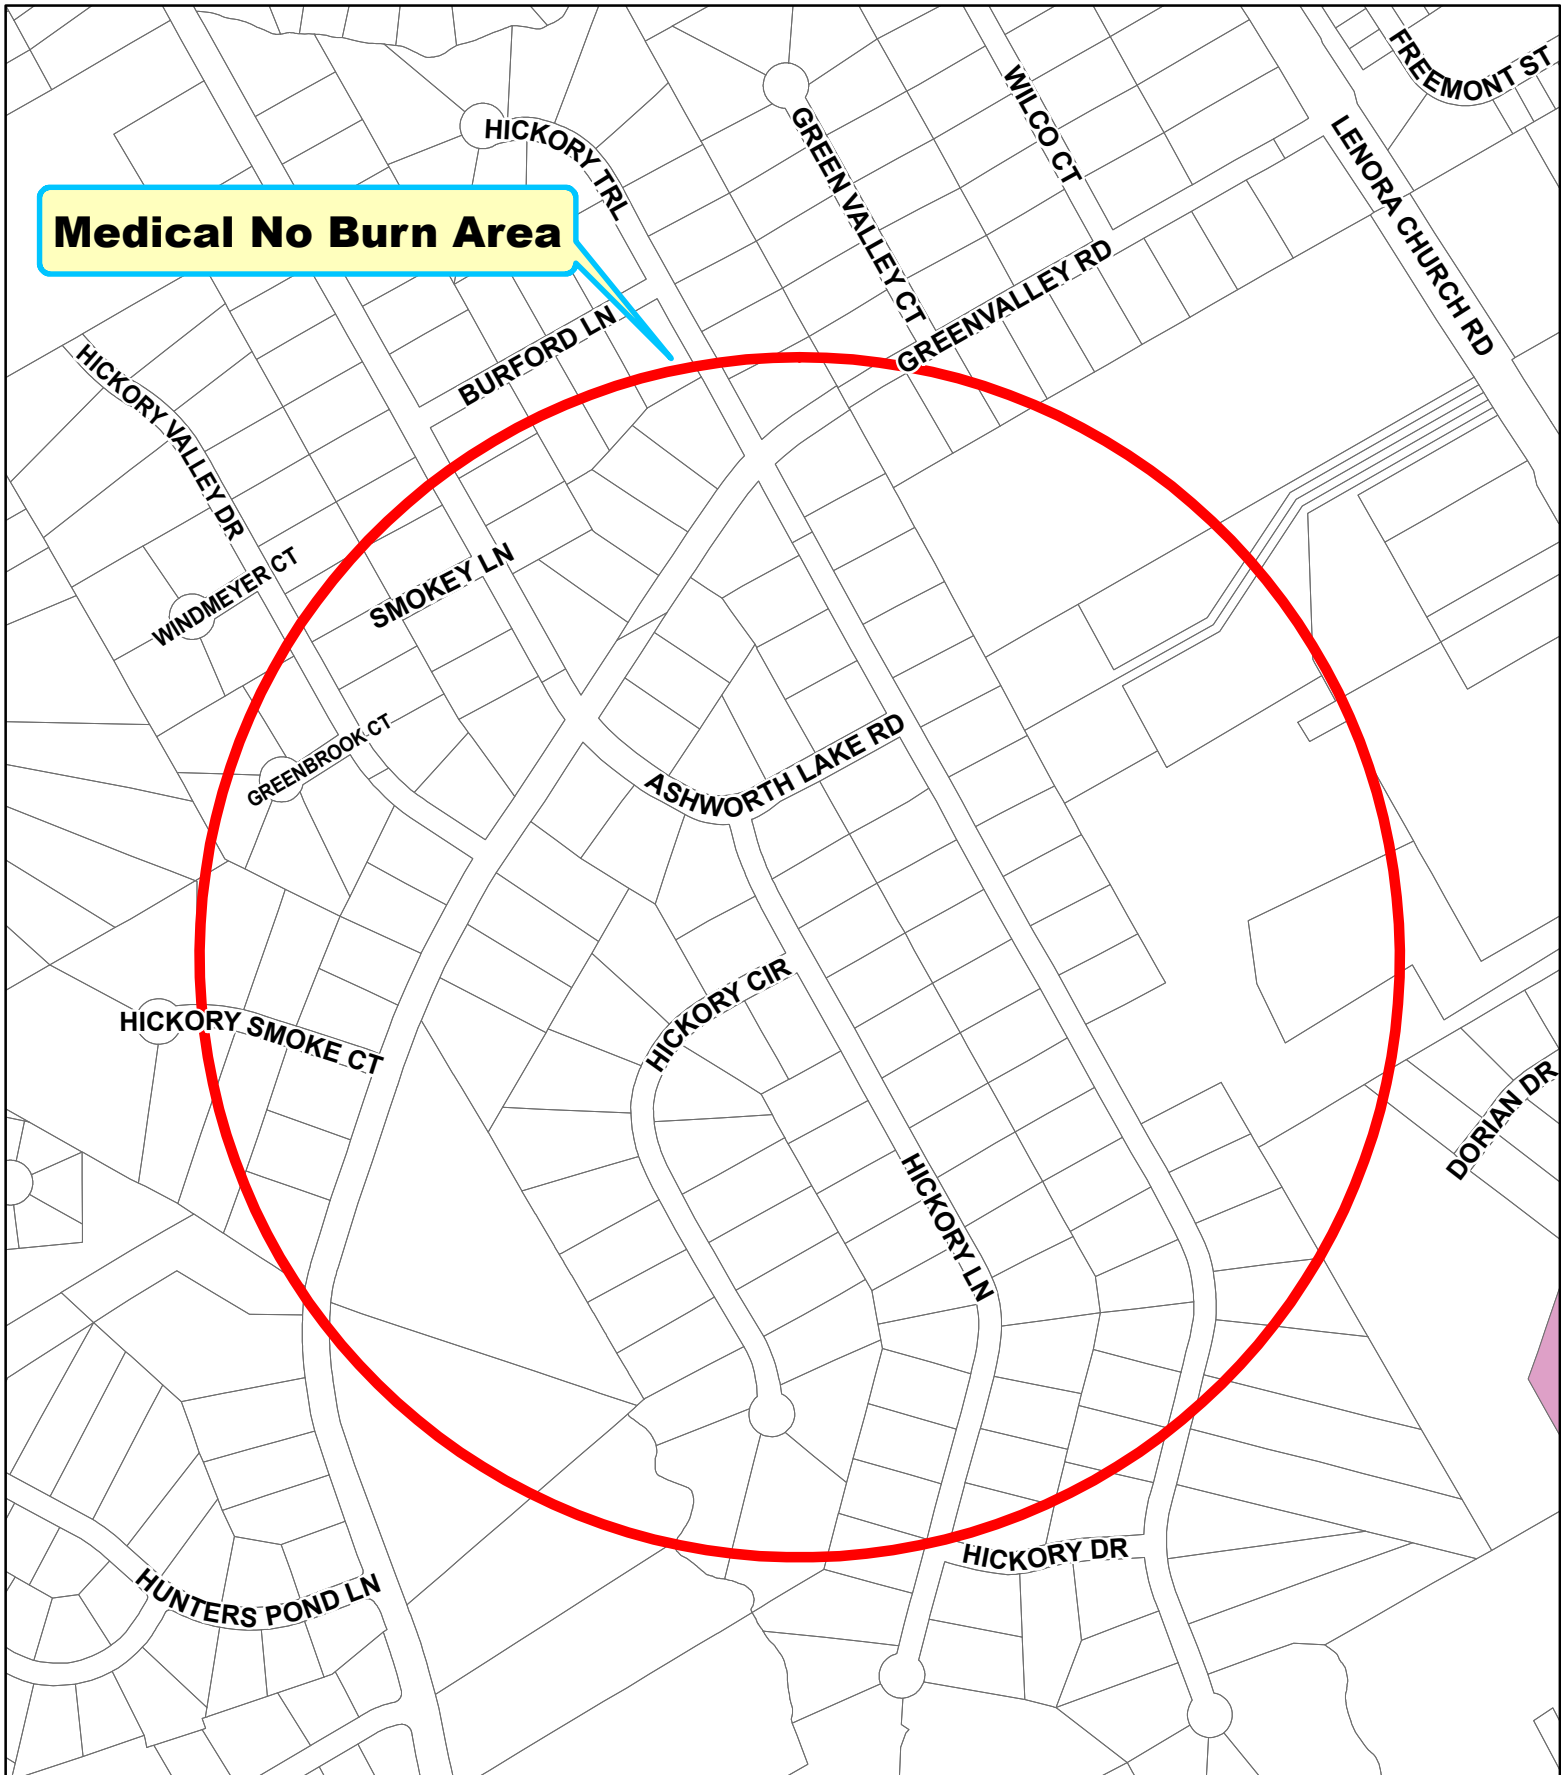 FREEMONT ST
WILCO CT
HICKORY TRL
GREEN VALLEY CT
LENORA CHURCH RD
Medical No Burn Area
GREENVALLEY RD
BURFORD LN
HICKORY VALLEY DR
WINDMEYER CT
SMOKEY LN
GREENBROOK CT
ASHWORTH LAKE RD
HICKORY CIR
HICKORY SMOKE CT
DORIAN DR
HICKORY LN
HICKORY DR
HUNTERS POND LN